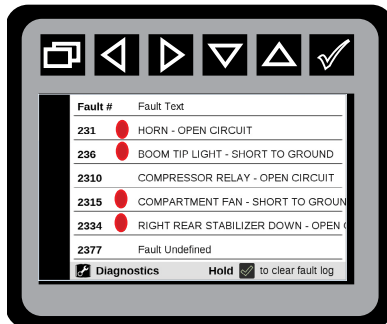 Fault # Fault Text
231 HORN - OPEN CIRCUIT
236 BOOM TIP LIGHT - SHORT TO GROUND
2310 COMPRESSOR RELAY - OPEN CIRCUIT
2315 COMPARTMENT FAN - SHORT TO GROUN
2334 RIGHT REAR STABILIZER DOWN - OPEN
2377 Fault Undefined
Diagnostics Hold to clear fault log